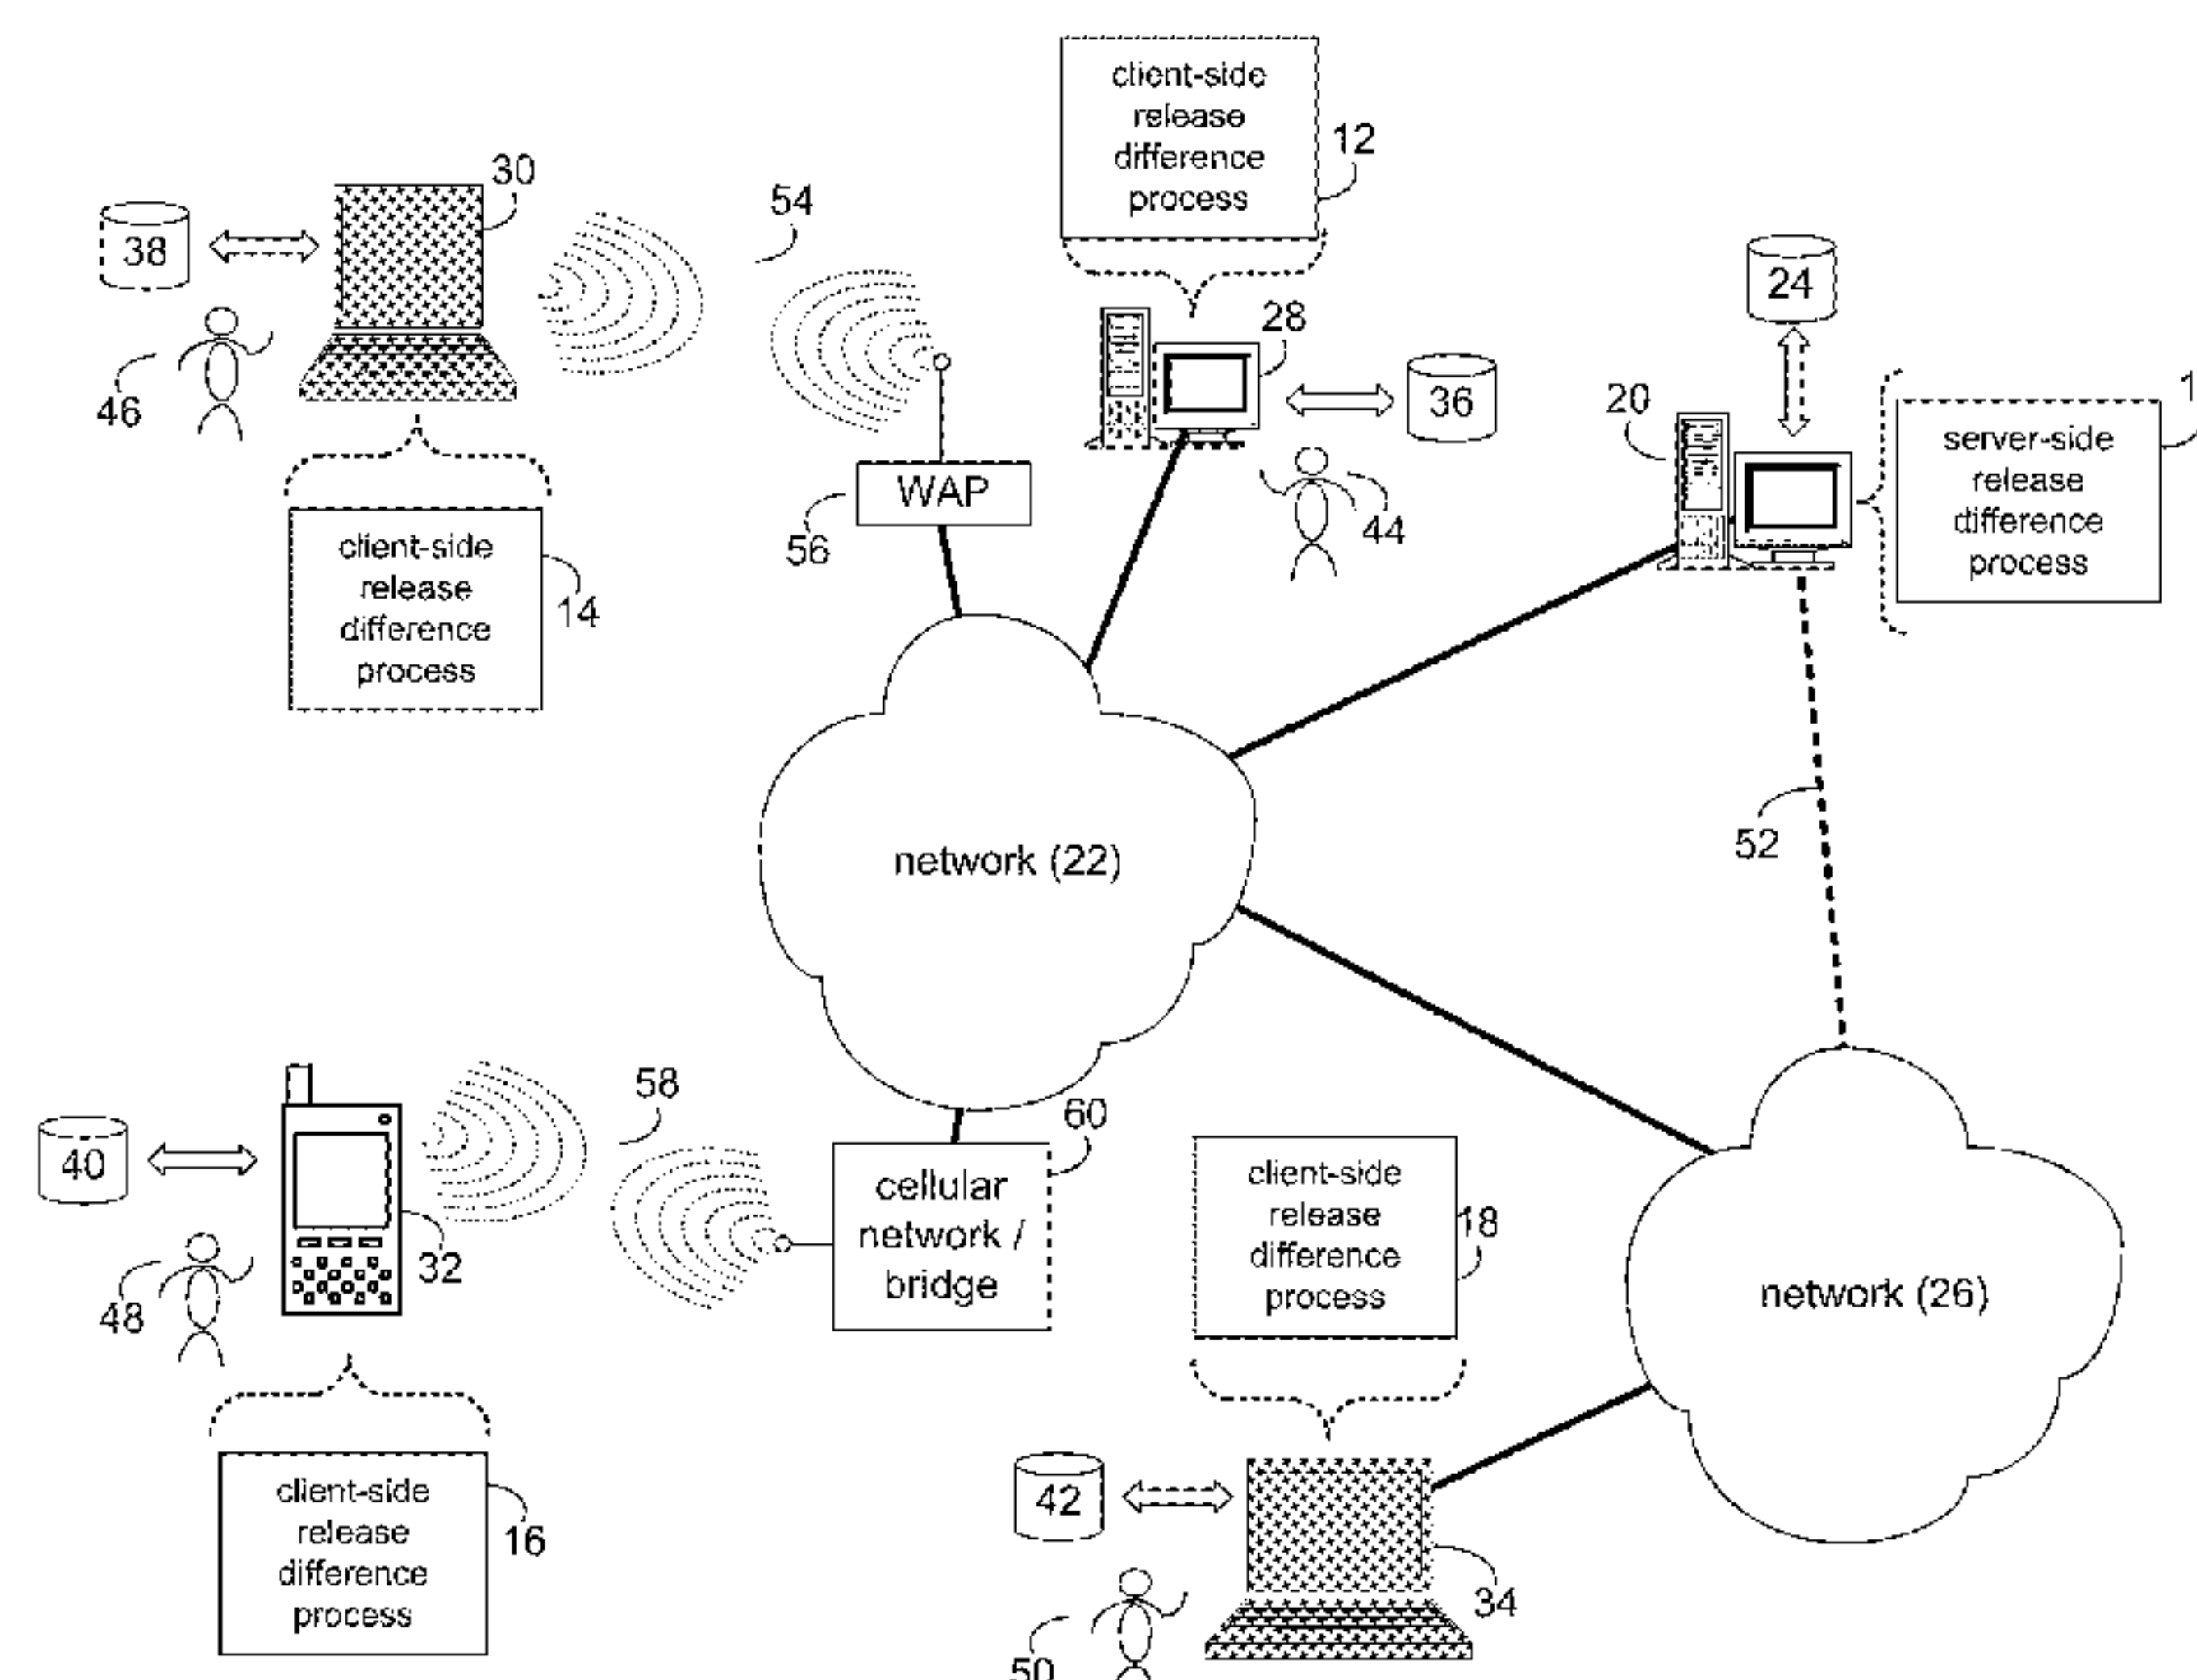 client-side
release
difference
process
12
30
54
38
24
28
46
36
20
server-side
release
difference
process
WAP
56
44
client-side
release
difference
process
14
52
network (22)
58
60
40
32
48
cellular
network /
bridge
client-side
release
difference
process
18
network (26)
client-side
release
difference
process
16
42
34
50